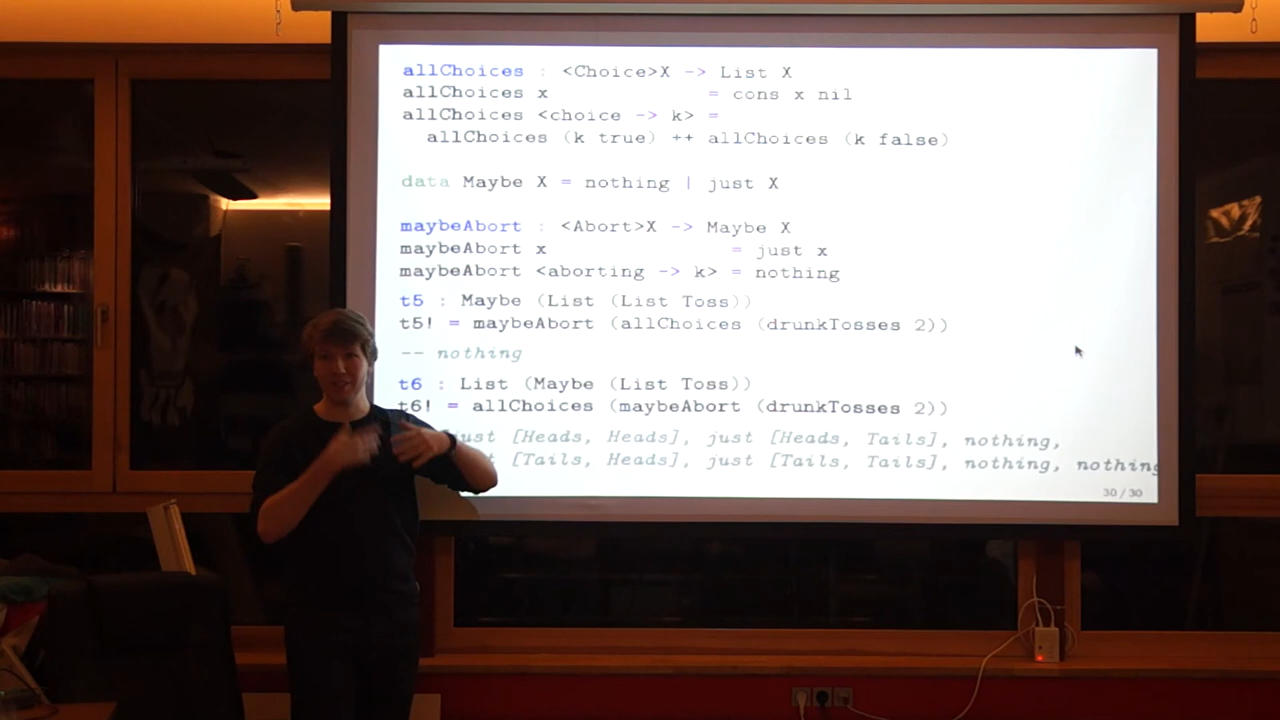 allChoices : <Choice>X -> List X
allChoices x = cons x nil
allChoices <choice -> k> =
allChoices (k true) ++ allChoices (k false)
data Maybe X = nothing | just X
maybeAbort : <Abort>X -> Maybe X
maybeAbort x = just x
maybeAbort <aborting -> k> = nothing
t5 : Maybe (List (List Toss))
t5! = maybeAbort (allChoices (drunkTosses 2))
-- nothing
t6 : List (Maybe (List Toss))
t6! = allChoices (maybeAbort (drunkTosses 2))
just [Heads, Heads], just [Heads, Tails], nothing,
[Tails, Heads], just [Tails, Tails], nothing, nothing
30 / 30